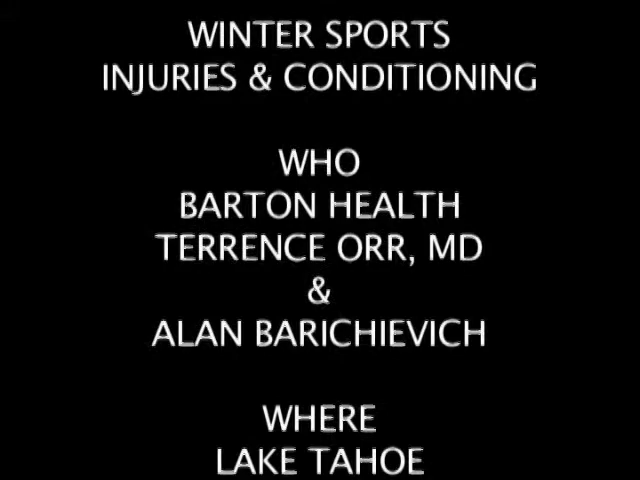 WINTER SPORTS
INJURIES & CONDITIONING
WHO
BARTON HEALTH
TERRENCE ORR, MD
&
ALAN BARICHIEVICH
WHERE
LAKE TAHOE